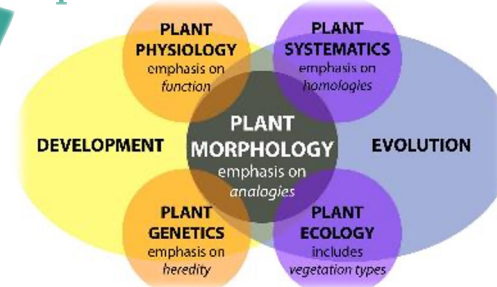 PLANT
PHYSIOLOGY
emphasis on
function
PLANT
SYSTEMATICS
emphasis on
homologies
DEVELOPMENT
PLANT
MORPHOLOGY
emphasis on
analogies
EVOLUTION
PLANT
GENETICS
emphasis on
heredity
PLANT
ECOLOGY
includes
vegetation types